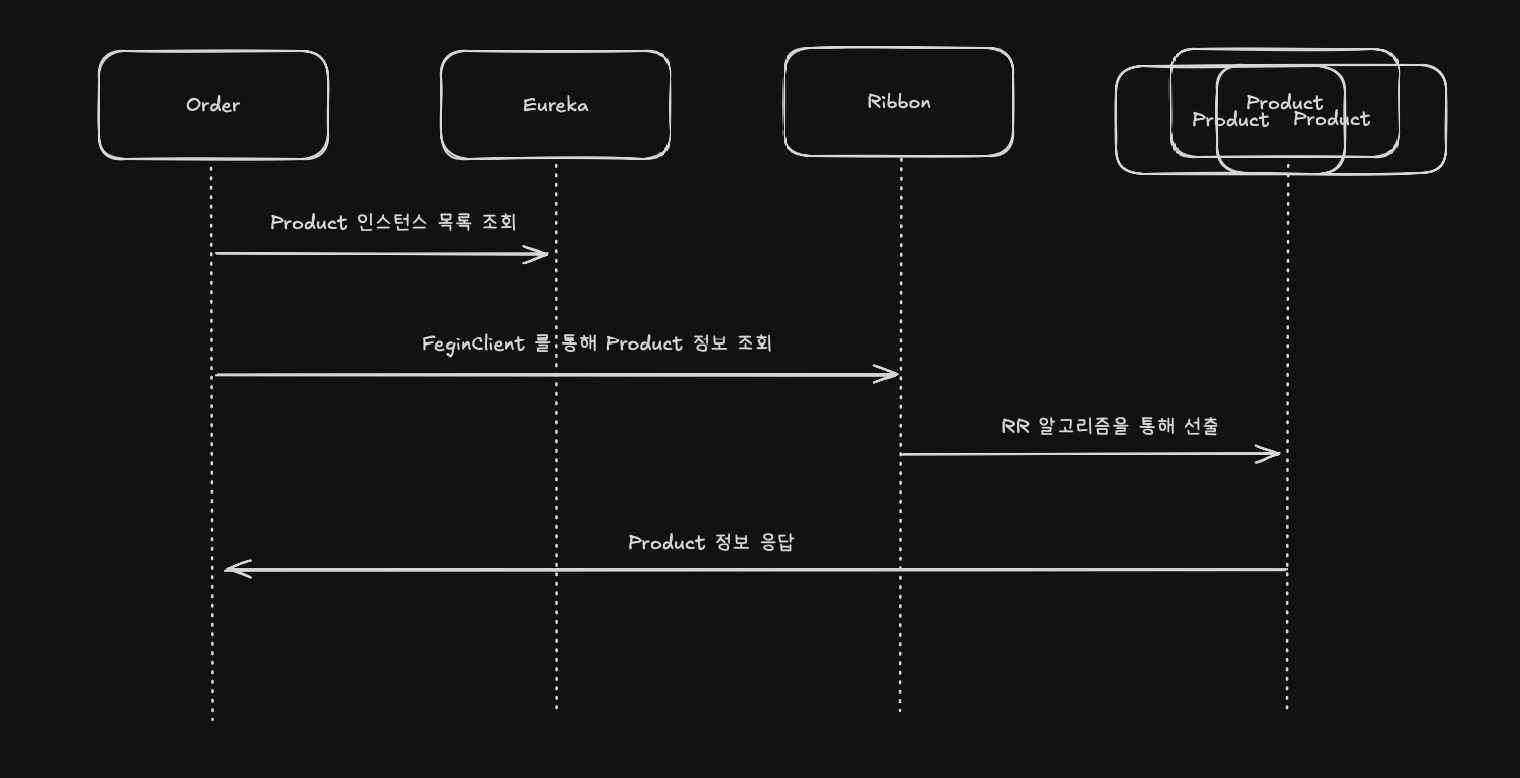 Order
Eureka
Ribbon
Product
Product
Product
Product 인스턴스 목록 조회
FeginClient 를 통해 Product 정보 조회
RR 알고리즘을 통해 선출
Product 정보 응답